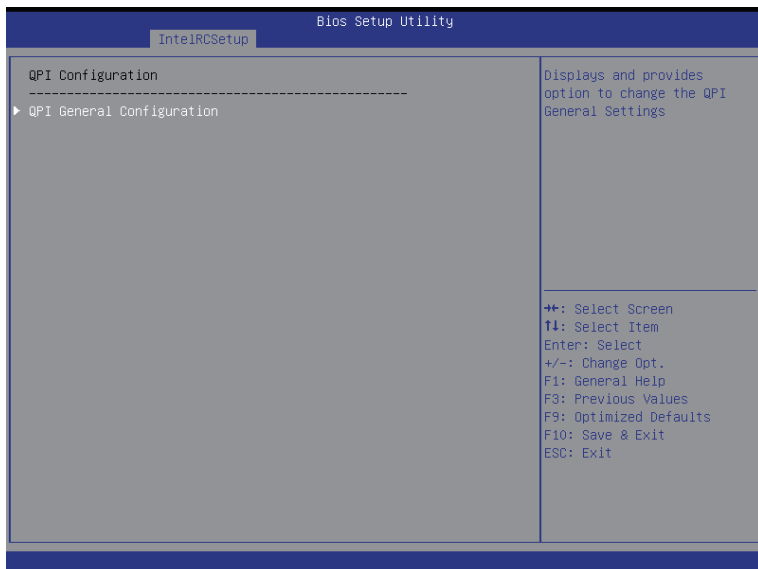 Bios Setup Utility
IntelRCSetup
QPI Configuration
--------------------------------------------------
▶ QPI General Configuration
Displays and provides
option to change the QPI
General Settings
→←: Select Screen
↑↓: Select Item
Enter: Select
+/-: Change Opt.
F1: General Help
F3: Previous Values
F9: Optimized Defaults
F10: Save & Exit
ESC: Exit